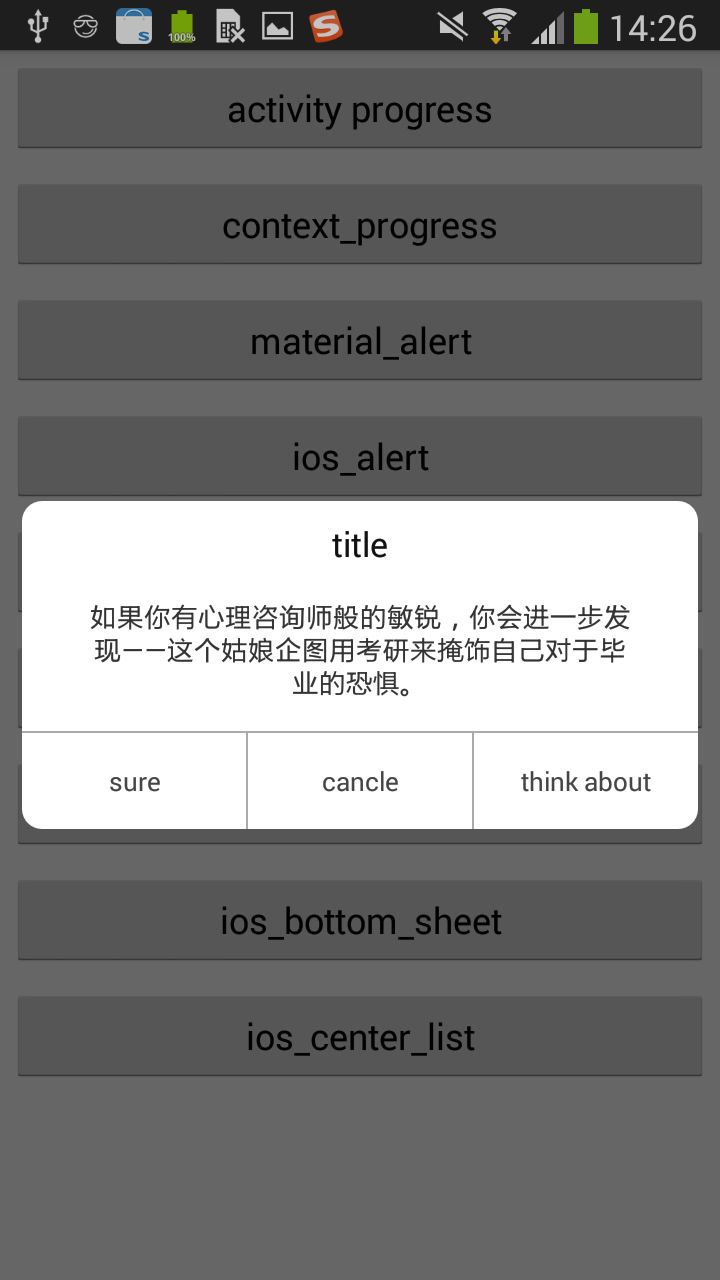 100%
14:26
activity progress
context_progress
material_alert
ios_alert
title
如果你有心理咨询师般的敏锐，你会进一步发
现——这个姑娘企图用考研来掩饰自己对于毕
业的恐惧。
sure
cancle
think about
ios_bottom_sheet
ios_center_list